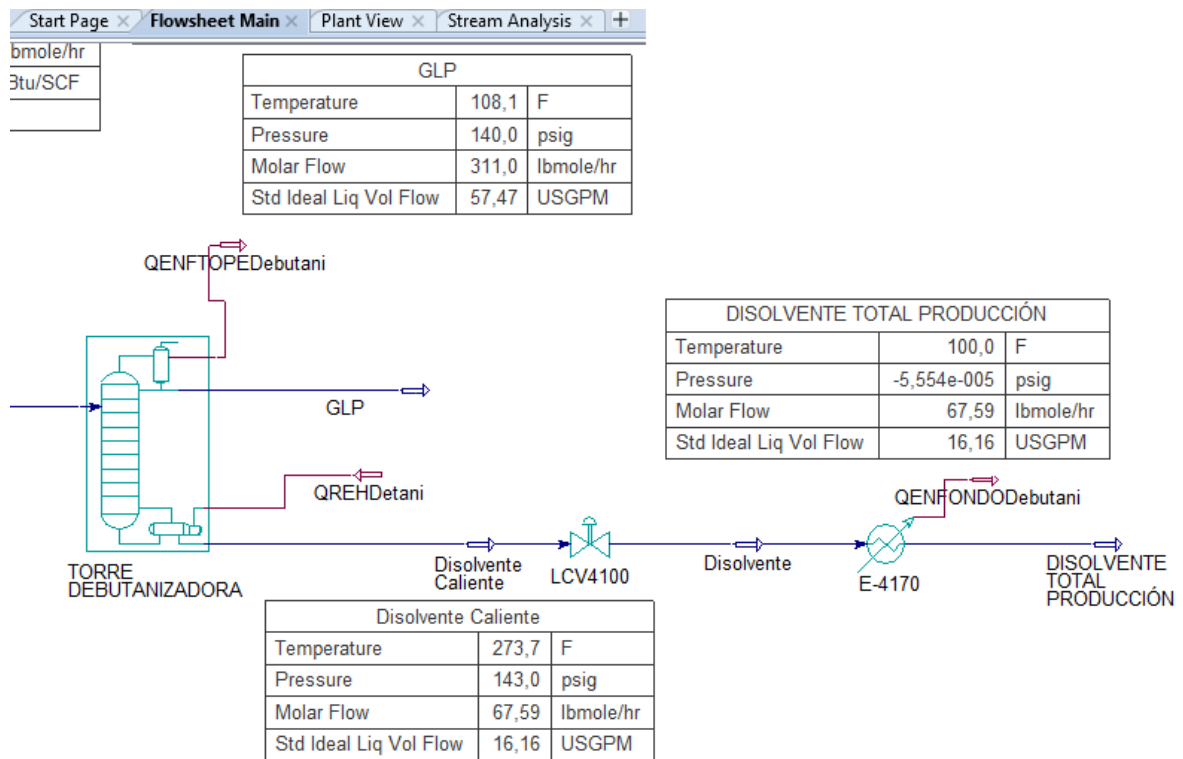 Start Page
Flowsheet Main
Plant View
Stream Analysis
bmole/hr
Btu/SCF
GLP
Temperature 108,1 F
Pressure 140,0 psig
Molar Flow 311,0 lbmole/hr
Std Ideal Liq Vol Flow 57,47 USGPM
QENFTOPEDebutani
DISOLVENTE TOTAL PRODUCCIÓN
Temperature 100,0 F
Pressure -5,554e-005 psig
Molar Flow 67,59 lbmole/hr
Std Ideal Liq Vol Flow 16,16 USGPM
GLP
QREHDetani
QENFONDODebutani
TORRE
DEBUTANIZADORA
Disolvente
Caliente
LCV4100
Disolvente
E-4170
DISOLVENTE
TOTAL
PRODUCCIÓN
Disolvente Caliente
Temperature 273,7 F
Pressure 143,0 psig
Molar Flow 67,59 lbmole/hr
Std Ideal Liq Vol Flow 16,16 USGPM